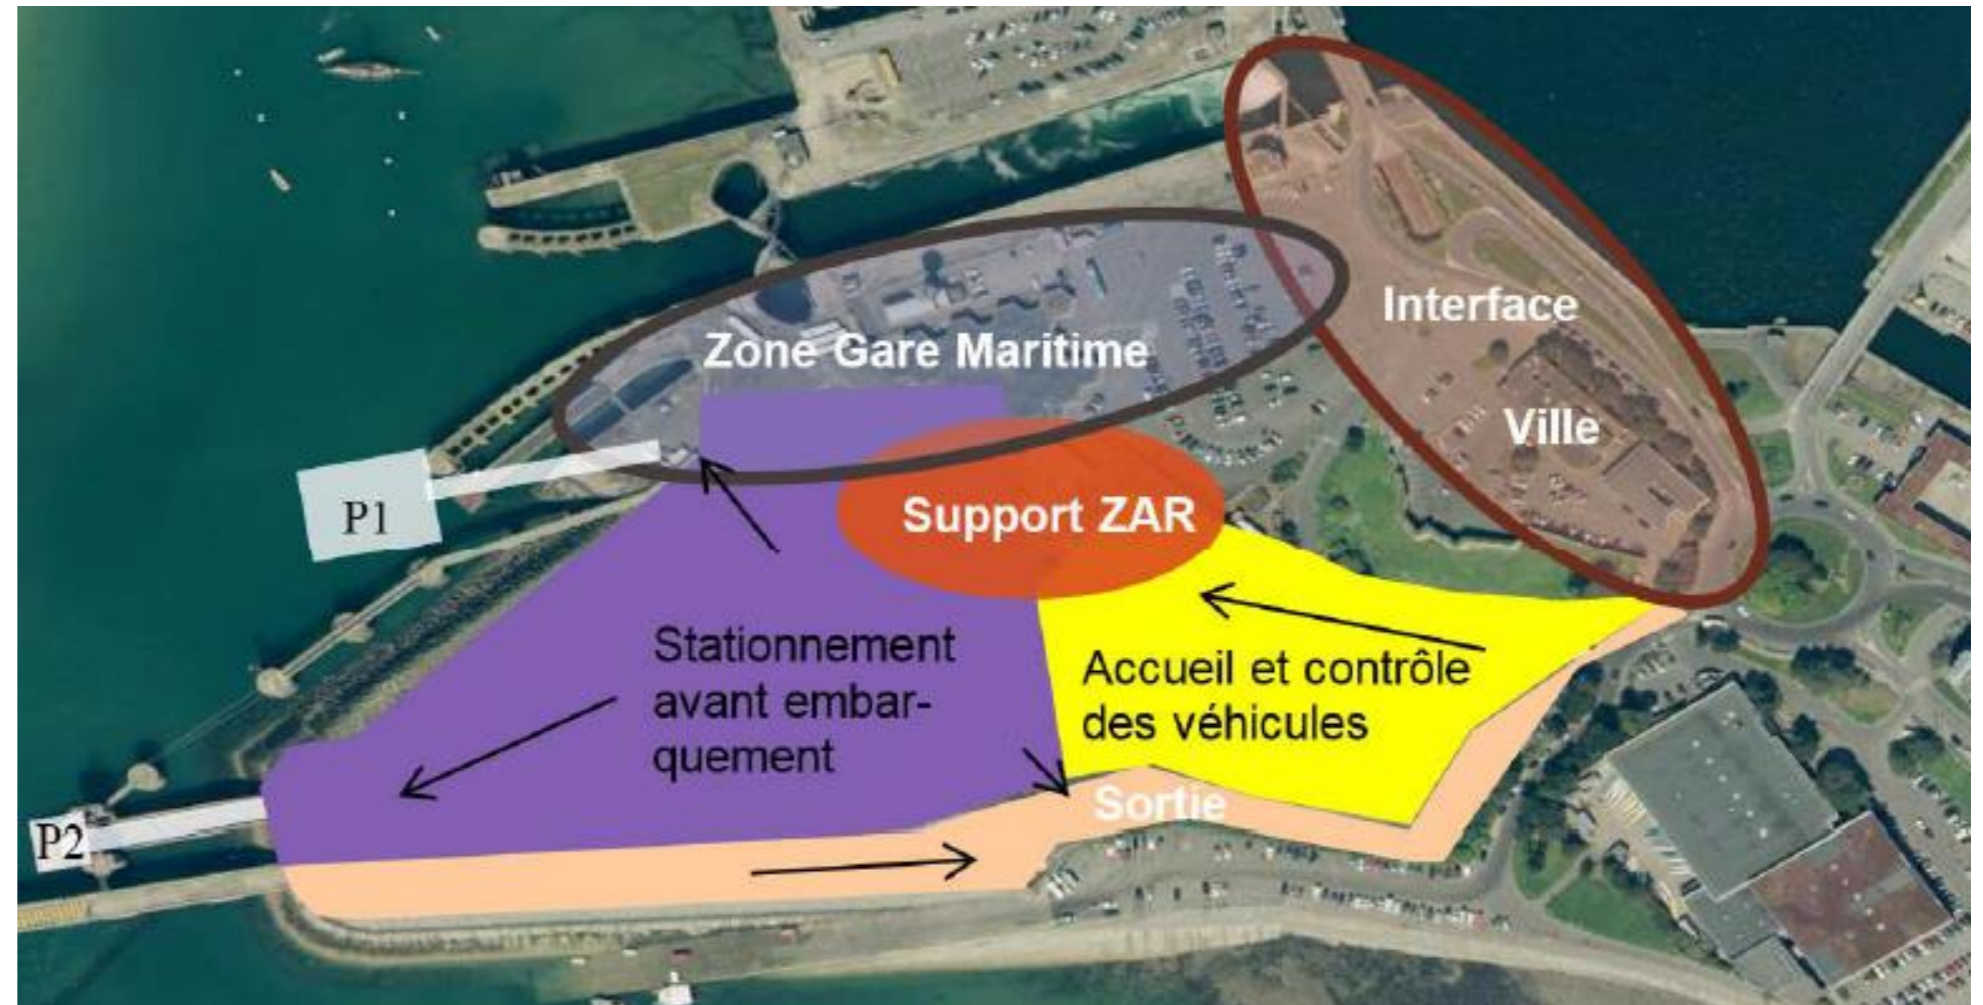 Interface
Ville
Zone Gare Maritime
P1
Support ZAR
Stationnement
avant embar-
quement
Accueil et contrôle
des véhicules
Sortie
P2